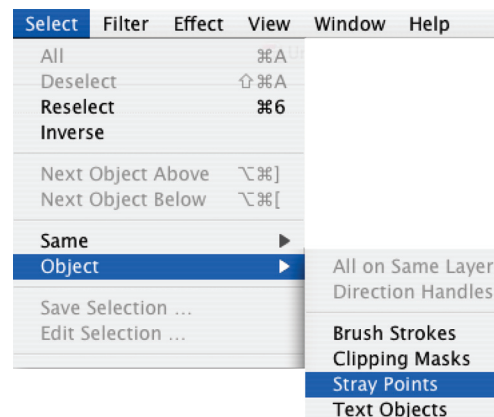 Select Filter Effect View Window Help
All ⌘A
Deselect ⇧⌘A
Reselect ⌘6
Inverse
Next Object Above ⌥⌘]
Next Object Below ⌥⌘[
Same
Object
Save Selection ...
Edit Selection ...
All on Same Layer
Direction Handles
Brush Strokes
Clipping Masks
Stray Points
Text Objects